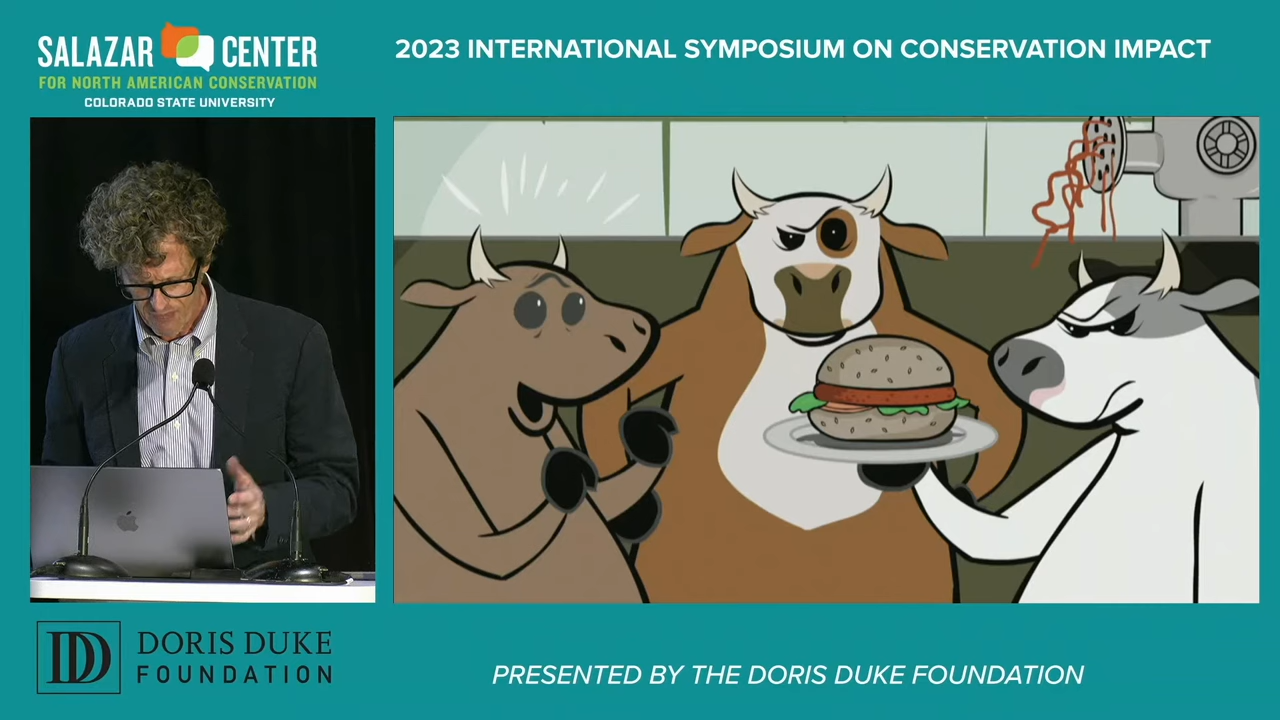 SALAZAR CENTER
FOR NORTH AMERICAN CONSERVATION
COLORADO STATE UNIVERSITY
2023 INTERNATIONAL SYMPOSIUM ON CONSERVATION IMPACT
DD
DORIS DUKE
FOUNDATION
PRESENTED BY THE DORIS DUKE FOUNDATION